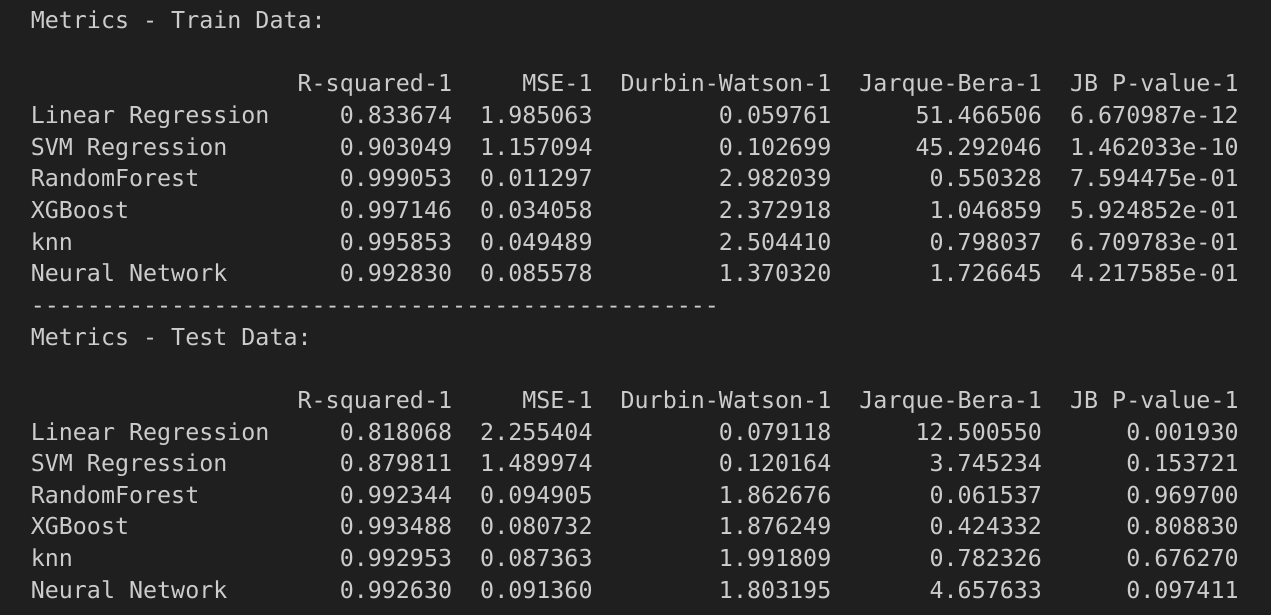 Metrics - Train Data:
R-squared-1 MSE-1 Durbin-Watson-1 Jarque-Bera-1 JB P-value-1
Linear Regression 0.833674 1.985063 0.059761 51.466506 6.670987e-12
SVM Regression 0.903049 1.157094 0.102699 45.292046 1.462033e-10
RandomForest 0.999053 0.011297 2.982039 0.550328 7.594475e-01
XGBoost 0.997146 0.034058 2.372918 1.046859 5.924852e-01
knn 0.995853 0.049489 2.504410 0.798037 6.709783e-01
Neural Network 0.992830 0.085578 1.370320 1.726645 4.217585e-01
-------------------------------------------------
Metrics - Test Data:
R-squared-1 MSE-1 Durbin-Watson-1 Jarque-Bera-1 JB P-value-1
Linear Regression 0.818068 2.255404 0.079118 12.500550 0.001930
SVM Regression 0.879811 1.489974 0.120164 3.745234 0.153721
RandomForest 0.992344 0.094905 1.862676 0.061537 0.969700
XGBoost 0.993488 0.080732 1.876249 0.424332 0.808830
knn 0.992953 0.087363 1.991809 0.782326 0.676270
Neural Network 0.992630 0.091360 1.803195 4.657633 0.097411